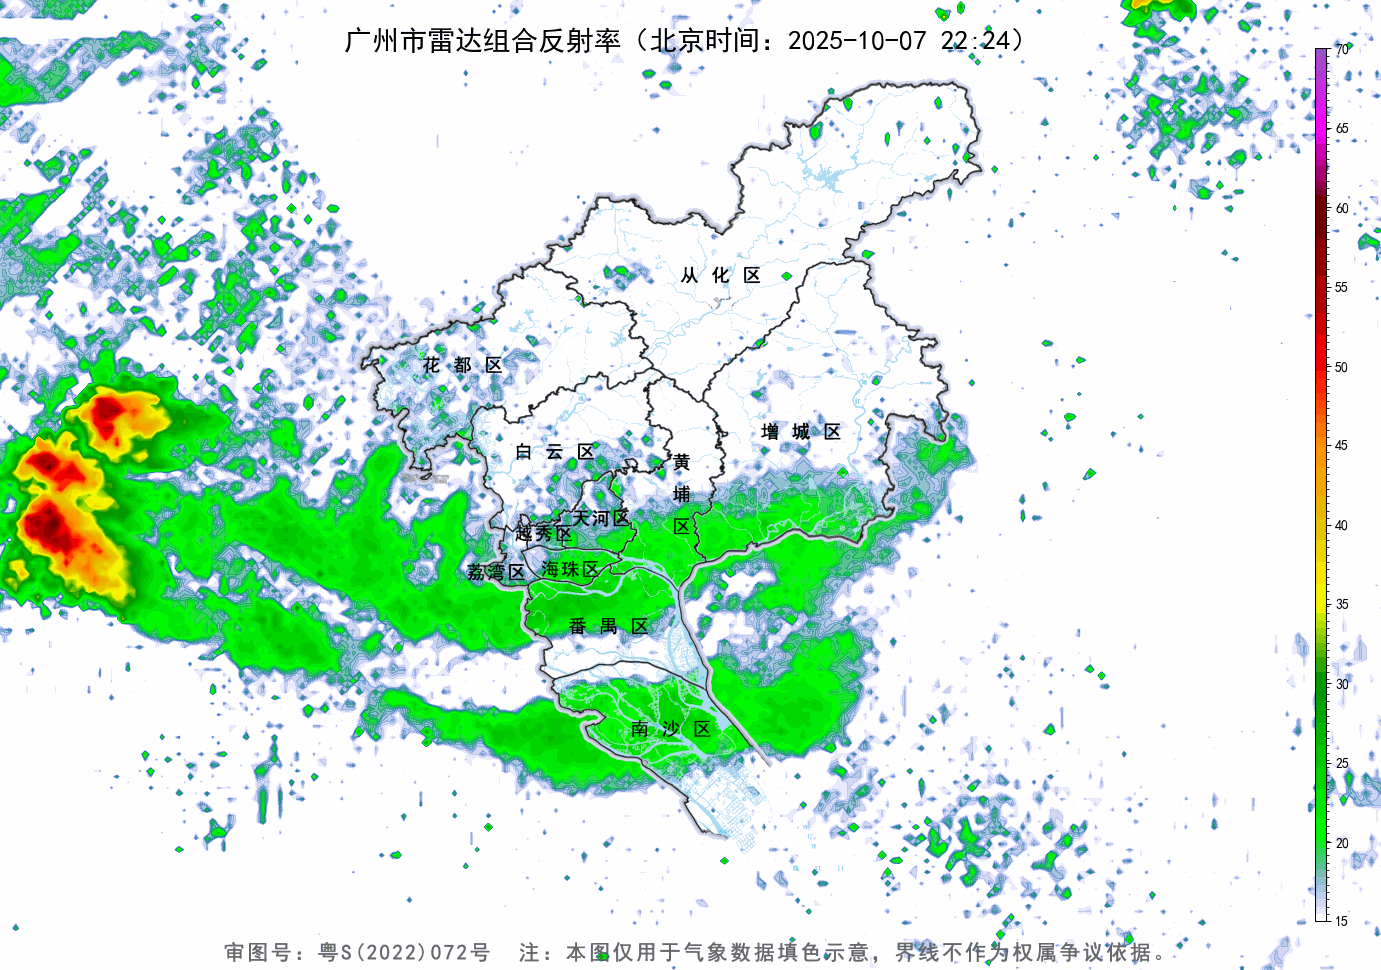 广州市雷达组合反射率（北京时间：2025-10-07 22:24）
70
65
60
55
50
45
40
35
30
25
20
15
从化区
花都区
增城区
白云区
黄埔区
天河区
越秀区
荔湾区
海珠区
番禺区
南沙区
审图号：粤S(2022)072号 注：本图仅用于气象数据填色示意，界线不作为权属争议依据。